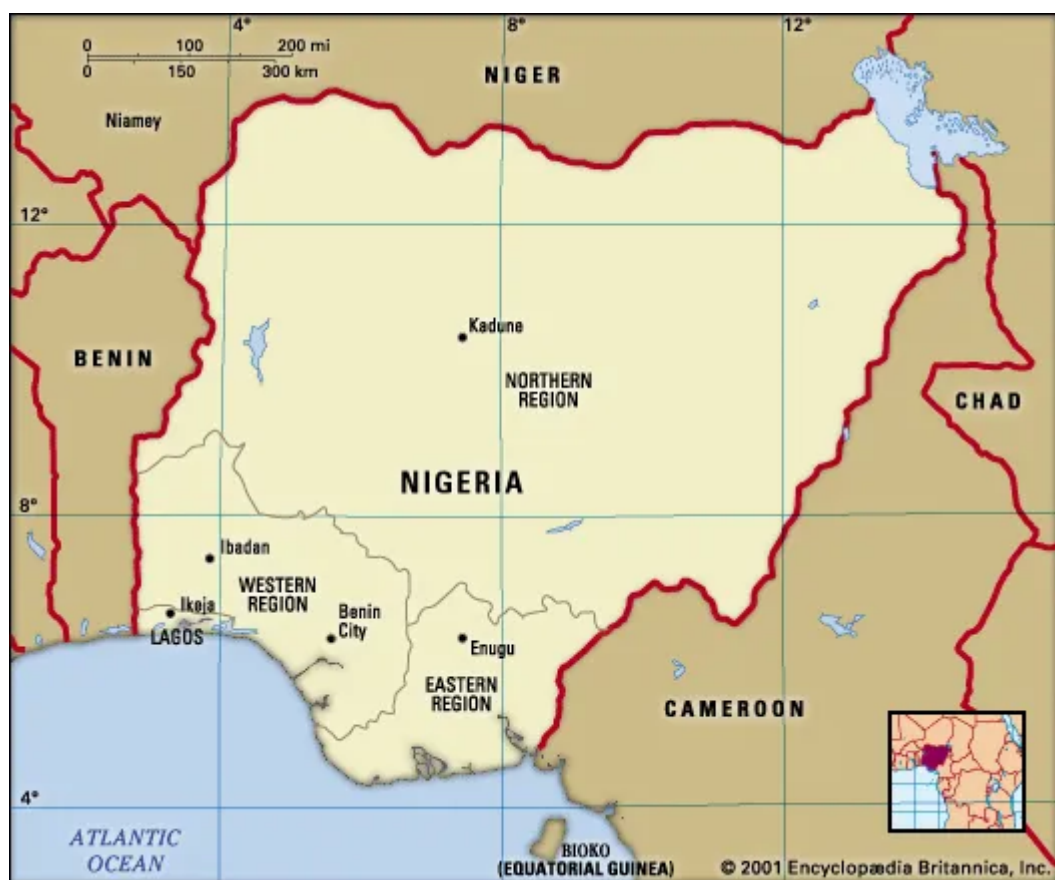 4°
8°
12°
0 100 200 mi
0 150 300 km
NIGER
Niamey
12°
Kadune
BENIN
NORTHERN
REGION
CHAD
NIGERIA
8°
Ibadan
WESTERN
REGION
Ikeja
Benin
City
LAGOS
Enugu
EASTERN
REGION
CAMEROON
4°
ATLANTIC
OCEAN
BIOKO
(EQUATORIAL GUINEA)
© 2001 Encyclopædia Britannica, Inc.